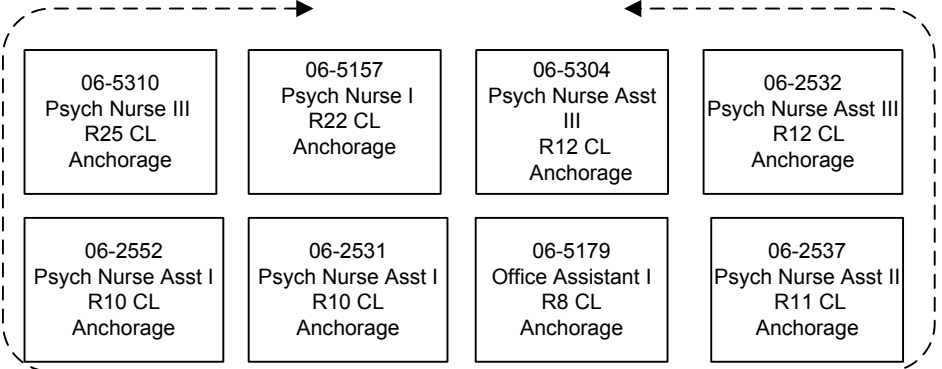 06-5310
Psych Nurse III
R25 CL
Anchorage
06-5157
Psych Nurse I
R22 CL
Anchorage
06-5304
Psych Nurse Asst
III
R12 CL
Anchorage
06-2532
Psych Nurse Asst III
R12 CL
Anchorage
06-2552
Psych Nurse Asst I
R10 CL
Anchorage
06-2531
Psych Nurse Asst I
R10 CL
Anchorage
06-5179
Office Assistant I
R8 CL
Anchorage
06-2537
Psych Nurse Asst II
R11 CL
Anchorage